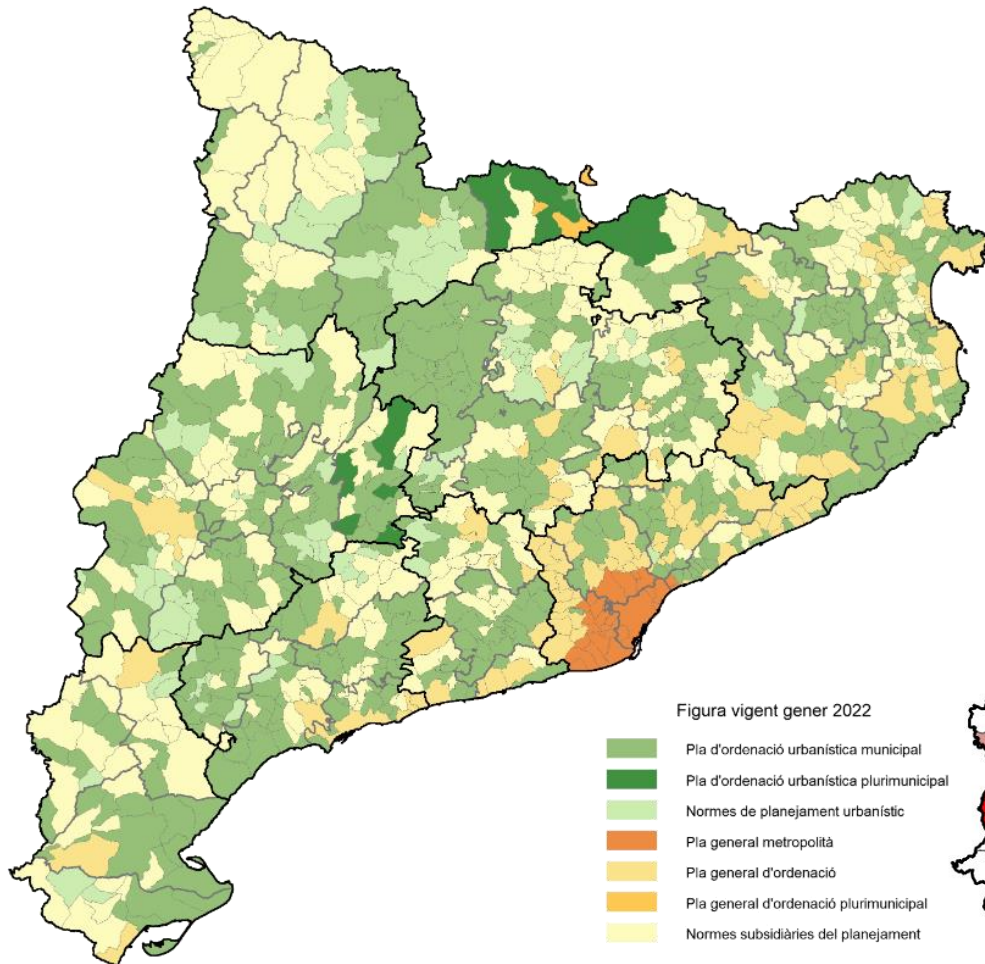 Figura vigent gener 2022
Pla d'ordenació urbanística municipal
Pla d'ordenació urbanística plurimunicipal
Normes de planejament urbanístic
Pla general metropolità
Pla general d'ordenació
Pla general d'ordenació plurimunicipal
Normes subsidiàries del planejament